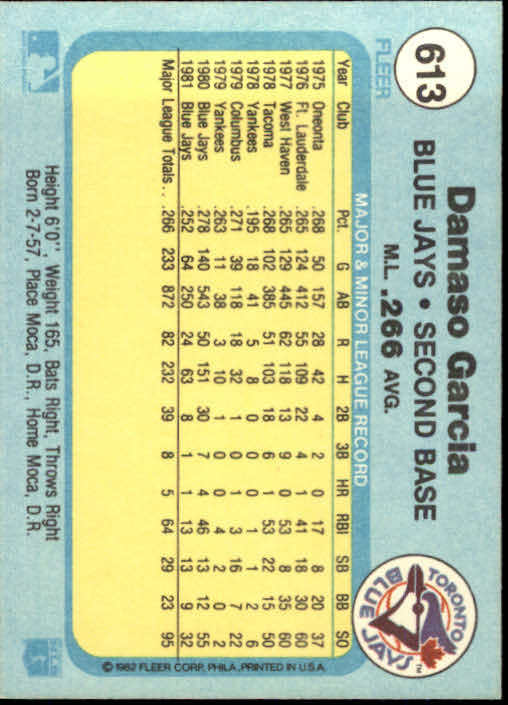 613
FLEER
Damaso Garcia
BLUE JAYS • SECOND BASE
M.L. .266 AVG.
TORONTO
BLUE JAYS
MAJOR & MINOR LEAGUE RECORD
Year Club Pct. G AB R H 2B 3B HR RBI SB BB SO
1975 Oneonta .268 50 157 28 42 4 2 0 17 8 20 37
1976 Ft. Lauderdale .265 124 412 55 109 22 4 1 41 18 30 60
1977 West Haven .265 129 445 62 118 13 9 0 53 8 35 60
1978 Tacoma .268 102 385 51 103 18 6 1 53 22 15 50
1978 Yankees .195 18 41 5 8 0 0 0 1 1 2 6
1979 Columbus .271 39 118 18 32 1 0 1 3 16 7 22
1979 Yankees .263 11 38 3 10 1 0 0 4 2 0 2
1980 Blue Jays .278 140 543 50 151 30 7 4 46 13 12 55
1981 Blue Jays .252 64 250 24 63 8 1 1 13 13 9 32
Major League Totals . . .266 233 872 82 232 39 8 5 64 29 23 95
© 1982 FLEER CORP. PHILA., PRINTED IN U.S.A.
Height 6'0", Weight 165, Bats Right, Throws Right
Born 2-7-57, Place Moca, D.R., Home Moca, D.R.